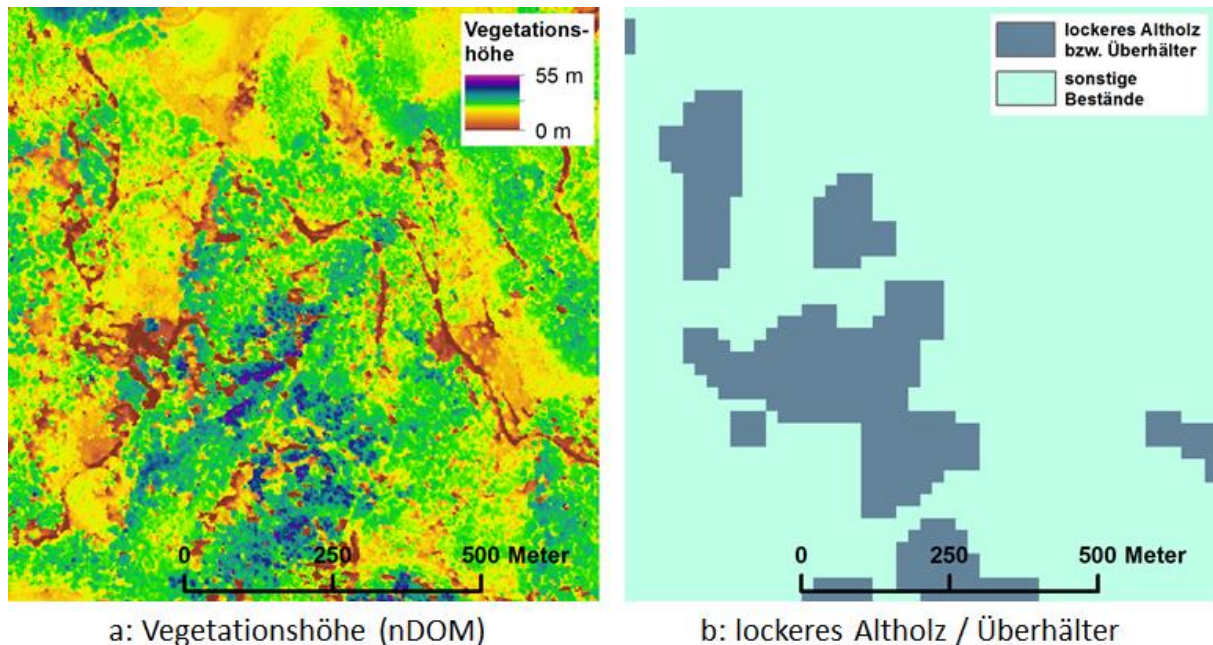 Vegetations-
höhe
55 m
0 m
0 250 500 Meter
lockeres Altholz
bzw. Überhälter
sonstige
Bestände
0 250 500 Meter
a: Vegetationshöhe (nDOM)
b: lockeres Altholz / Überhälter